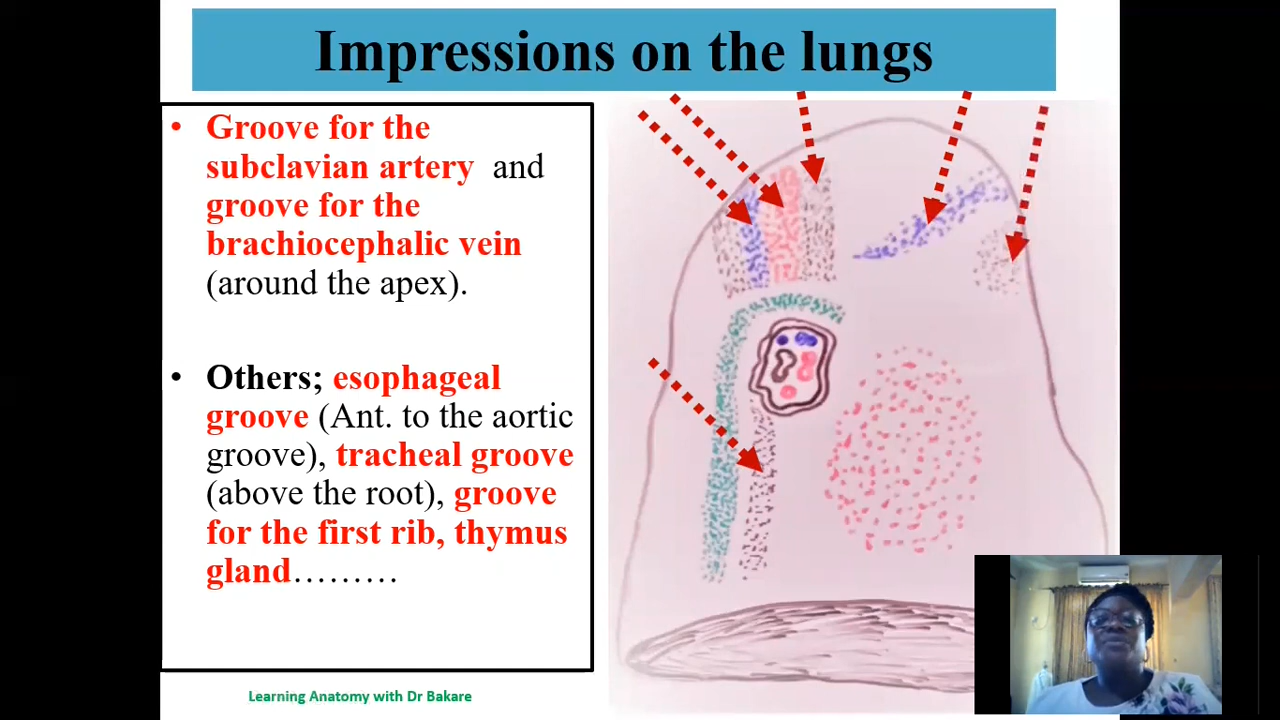 Impressions on the lungs
• Groove for the
subclavian artery and
groove for the
brachiocephalic vein
(around the apex).
• Others; esophageal
groove (Ant. to the aortic
groove), tracheal groove
(above the root), groove
for the first rib, thymus
gland………
Learning Anatomy with Dr Bakare